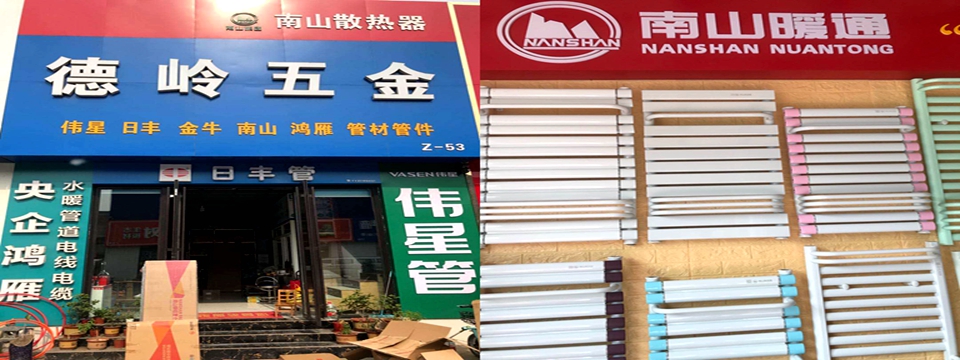 南山散热器
德岭五金
伟星 日丰 金牛 南山 鸿雁 管材管件
Z-53
日丰管
VASEN伟星
央企鸿雁
水暖管道电线电缆
伟星管
NANSHAN
南山暖通
NANSHAN NUANTONG